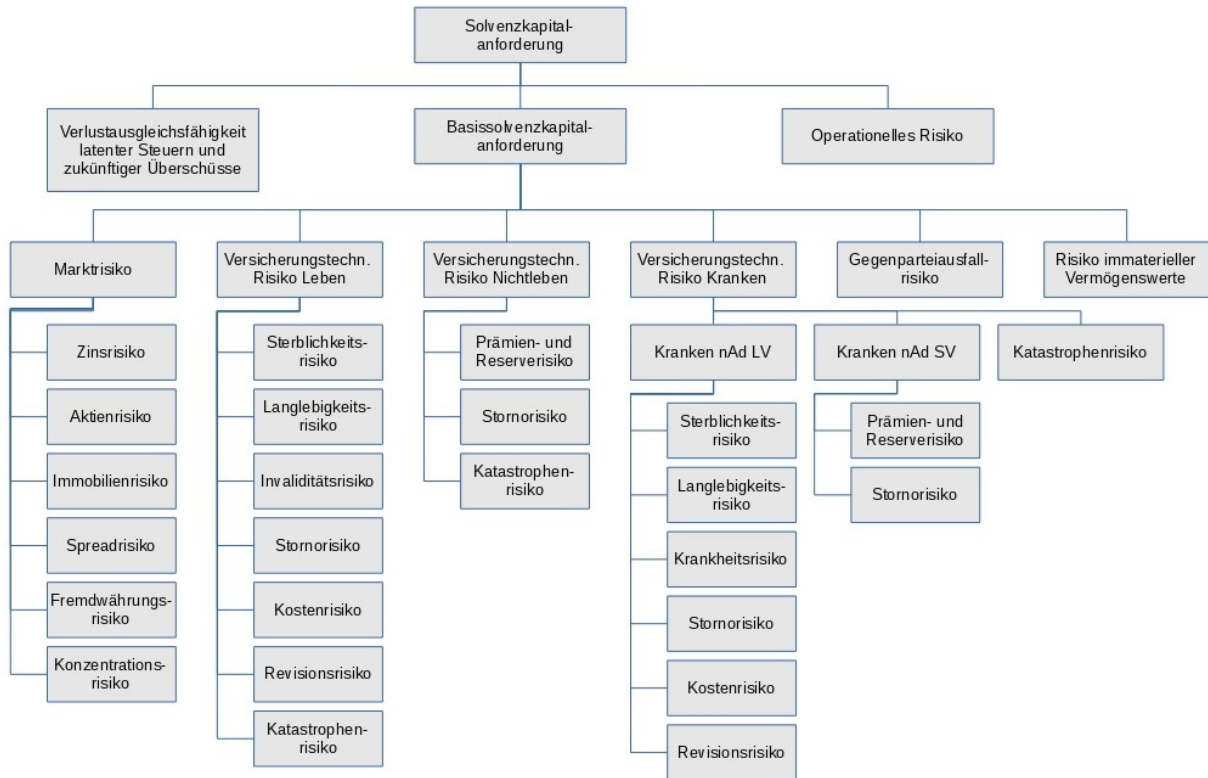 Solvenzkapital-
anforderung
Verlustausgleichsfähigkeit
latenter Steuern und
zukünftiger Überschüsse
Basissolvenzkapital-
anforderung
Operationelles Risiko
Marktrisiko
Versicherungstechn.
Risiko Leben
Versicherungstechn.
Risiko Nichtleben
Versicherungstechn.
Risiko Kranken
Gegenparteiausfall-
risiko
Risiko immaterieller
Vermögenswerte
Zinsrisiko
Aktienrisiko
Immobilienrisiko
Spreadrisiko
Fremdwährungs-
risiko
Konzentrations-
risiko
Sterblichkeits-
risiko
Langlebigkeits-
risiko
Invaliditätsrisiko
Stornorisiko
Kostenrisiko
Revisionsrisiko
Katastrophen-
risiko
Prämien- und
Reserverisiko
Stornorisiko
Katastrophen-
risiko
Kranken nAd LV
Sterblichkeits-
risiko
Langlebigkeits-
risiko
Krankheitsrisiko
Stornorisiko
Kostenrisiko
Revisionsrisiko
Kranken nAd SV
Prämien- und
Reserverisiko
Stornorisiko
Katastrophenrisiko